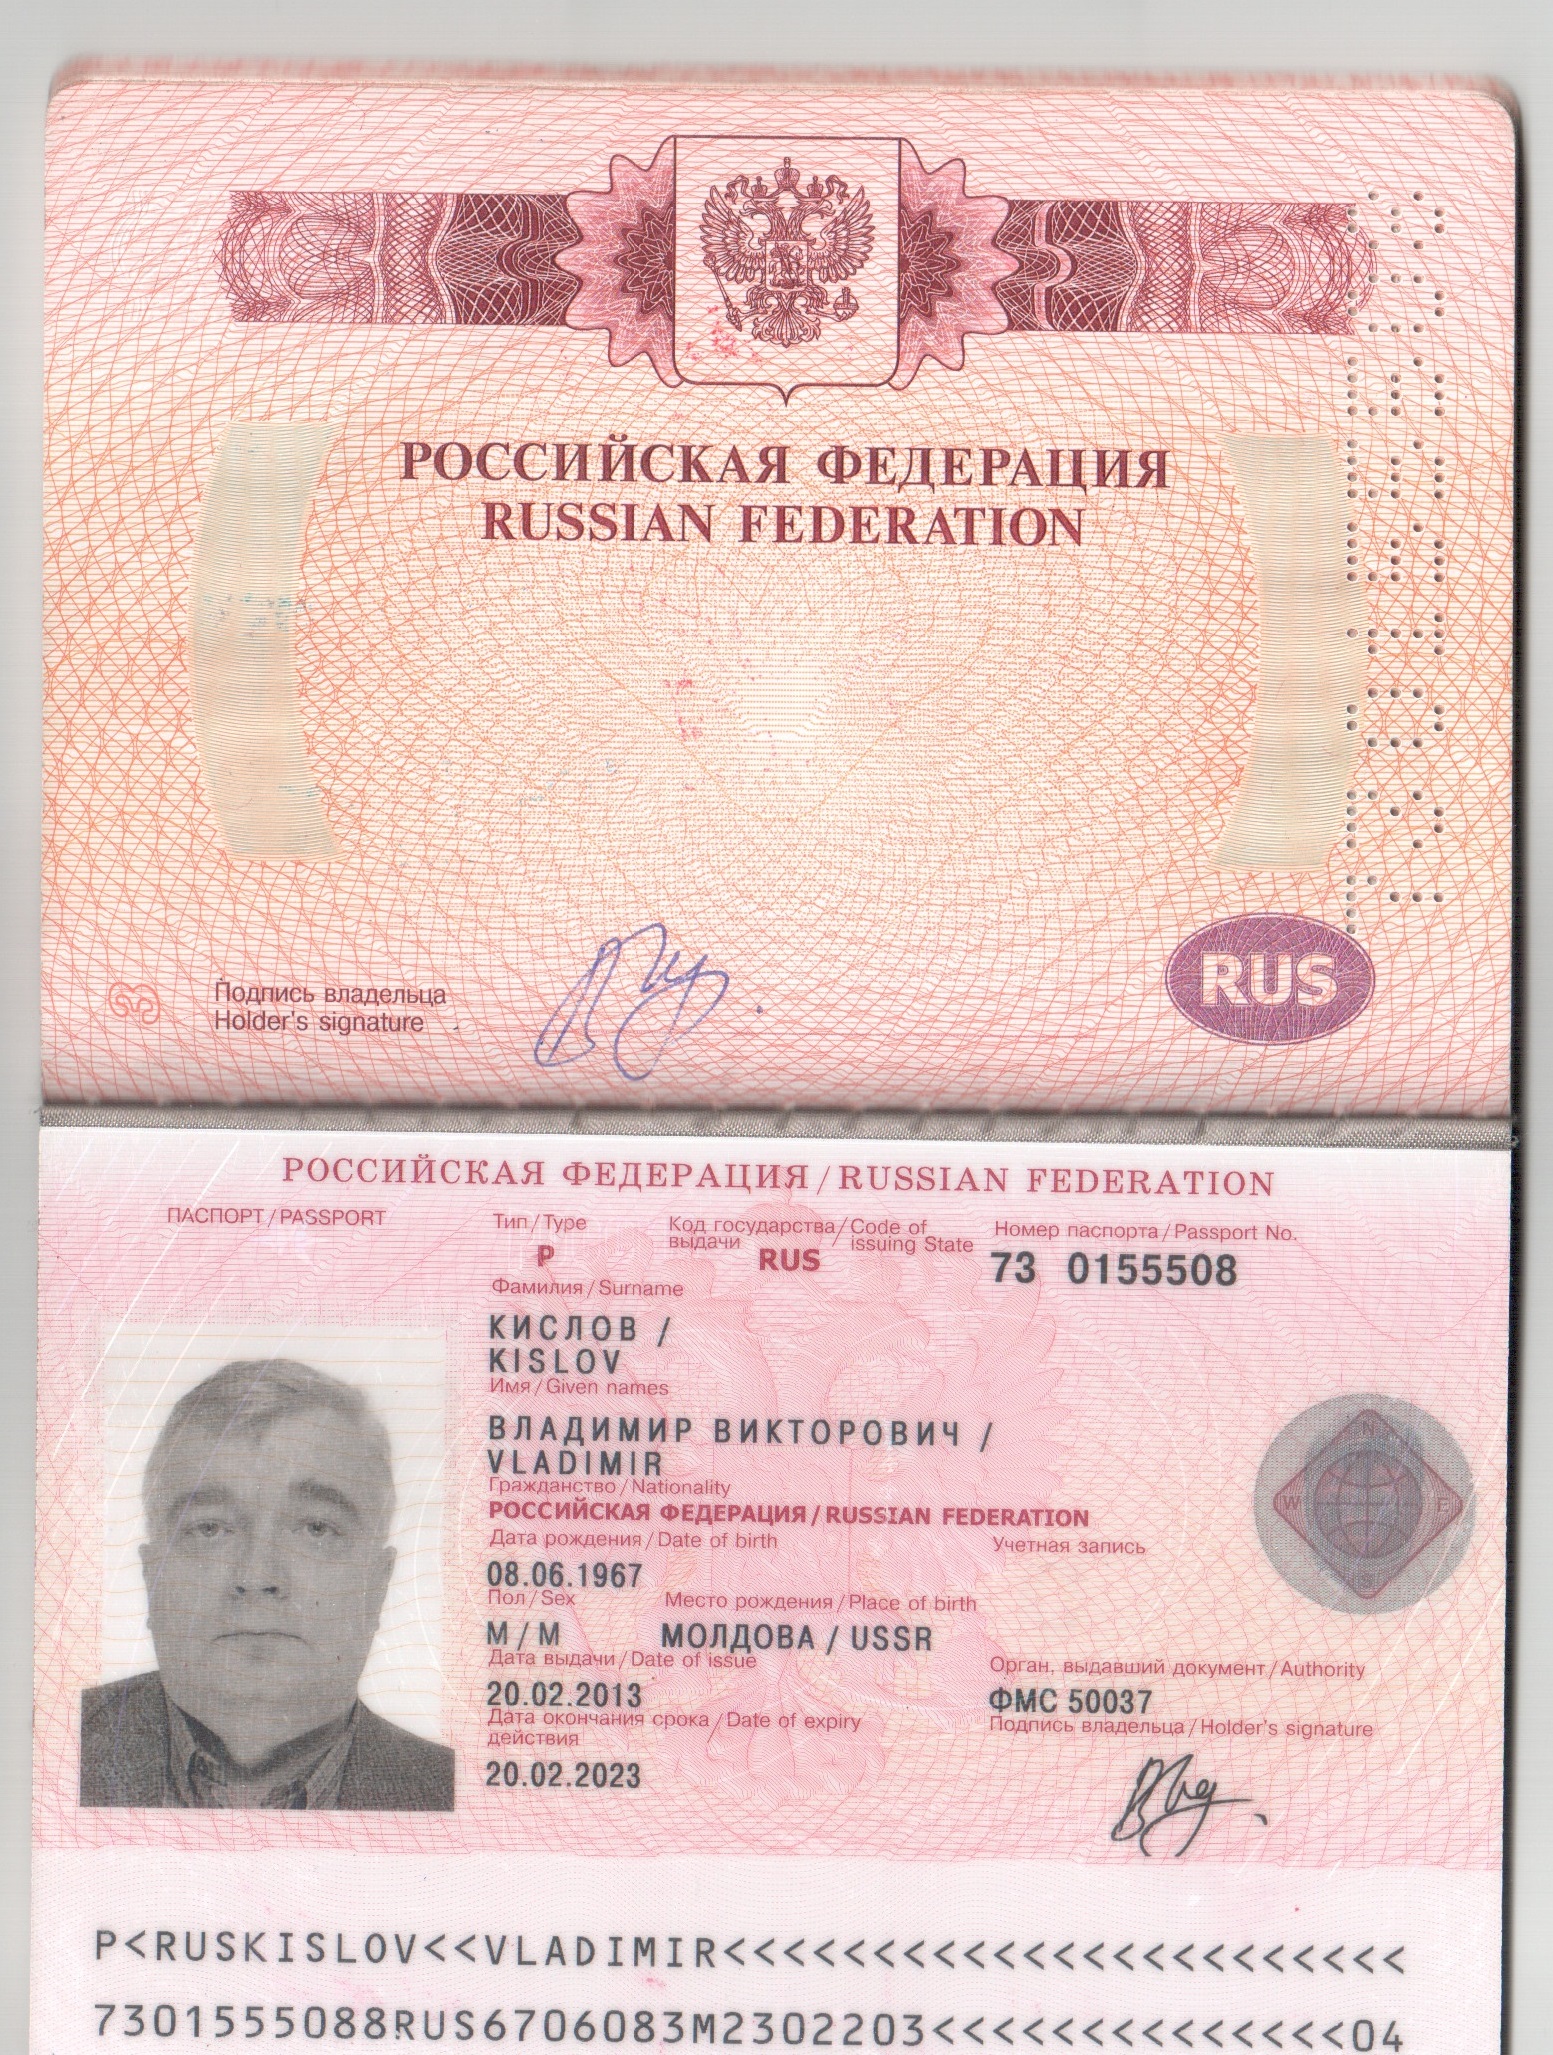 РОССИЙСКАЯ ФЕДЕРАЦИЯ
RUSSIAN FEDERATION
Подпись владельца
Holder's signature
RUS
РОССИЙСКАЯ ФЕДЕРАЦИЯ / RUSSIAN FEDERATION
ПАСПОРТ / PASSPORT
Тип / Type
Код государства / Code of
выдачи issuing State
Номер паспорта / Passport No.
P
RUS
73 0155508
Фамилия / Surname
КИСЛОВ /
KISLOV
Имя / Given names
ВЛАДИМИР ВИКТОРОВИЧ /
VLADIMIR
Гражданство / Nationality
РОССИЙСКАЯ ФЕДЕРАЦИЯ / RUSSIAN FEDERATION
Дата рождения / Date of birth
Учетная запись
08.06.1967
Пол / Sex
Место рождения / Place of birth
М / M
МОЛДОВА / USSR
Дата выдачи / Date of issue
Орган, выдавший документ / Authority
20.02.2013
ФМС 50037
Дата окончания срока / Date of expiry
действия
Подпись владельца / Holder's signature
20.02.2023
N
W E
S
P<RUSKISLOV<<VLADIMIR<<<<<<<<<<<<<<<<<<<<<<<
7301555088RUS6706083M2302203<<<<<<<<<<<<<<04